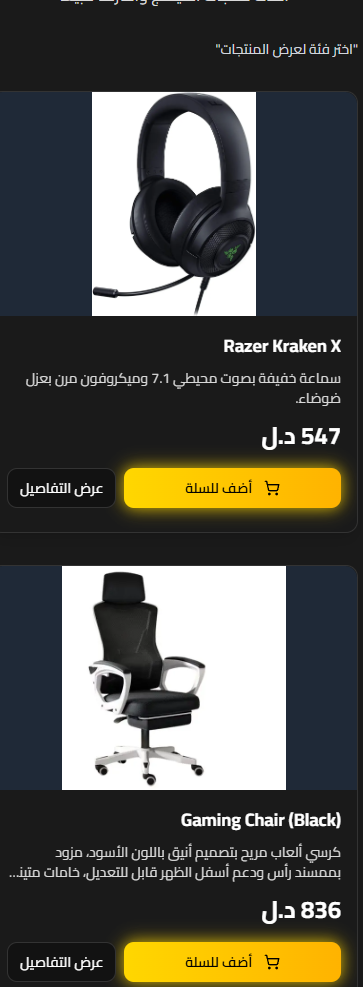 "اختر فئة لعرض المنتجات"
Razer Kraken X
سماعة خفيفة بصوت محيطي 7.1 وميكروفون مرن بعزل
ضوضاء.
547 د.ل
أضف للسلة
عرض التفاصيل
Gaming Chair (Black)
كرسي ألعاب مريح بتصميم أنيق باللون الأسود، مزود
بممسند رأس ودعم أسفل الظهر قابل للتعديل، خامات متين...
836 د.ل
أضف للسلة
عرض التفاصيل